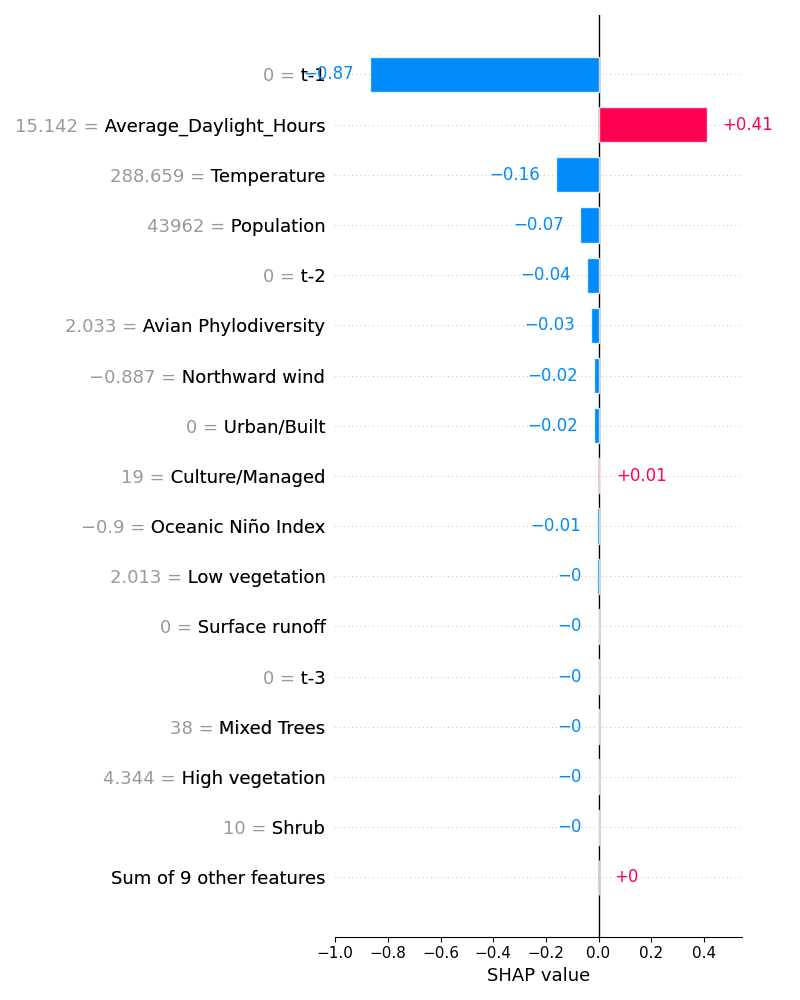 0 = t-1 −0.87
15.142 = Average_Daylight_Hours +0.41
288.659 = Temperature −0.16
43962 = Population −0.07
0 = t-2 −0.04
2.033 = Avian Phylodiversity −0.03
−0.887 = Northward wind −0.02
0 = Urban/Built −0.02
19 = Culture/Managed +0.01
−0.9 = Oceanic Niño Index −0.01
2.013 = Low vegetation −0
0 = Surface runoff −0
0 = t-3 −0
38 = Mixed Trees −0
4.344 = High vegetation −0
10 = Shrub −0
Sum of 9 other features +0
−1.0 −0.8 −0.6 −0.4 −0.2 0.0 0.2 0.4
SHAP value